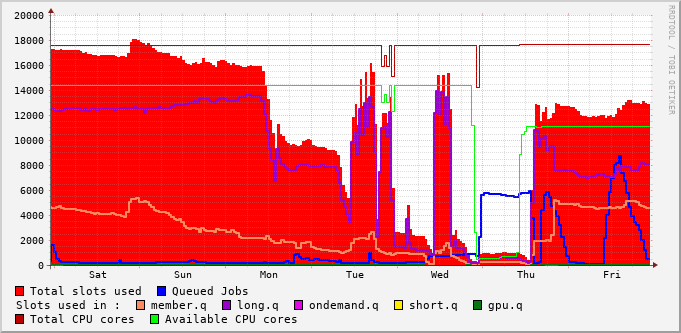 20000
18000
16000
14000
12000
10000
8000
6000
4000
2000
0
Sat Sun Mon Tue Wed Thu Fri
RRDTOOL / TOBI OETIKER
Total slots used Queued Jobs
Slots used in : member.q long.q ondemand.q short.q gpu.q
Total CPU cores Available CPU cores